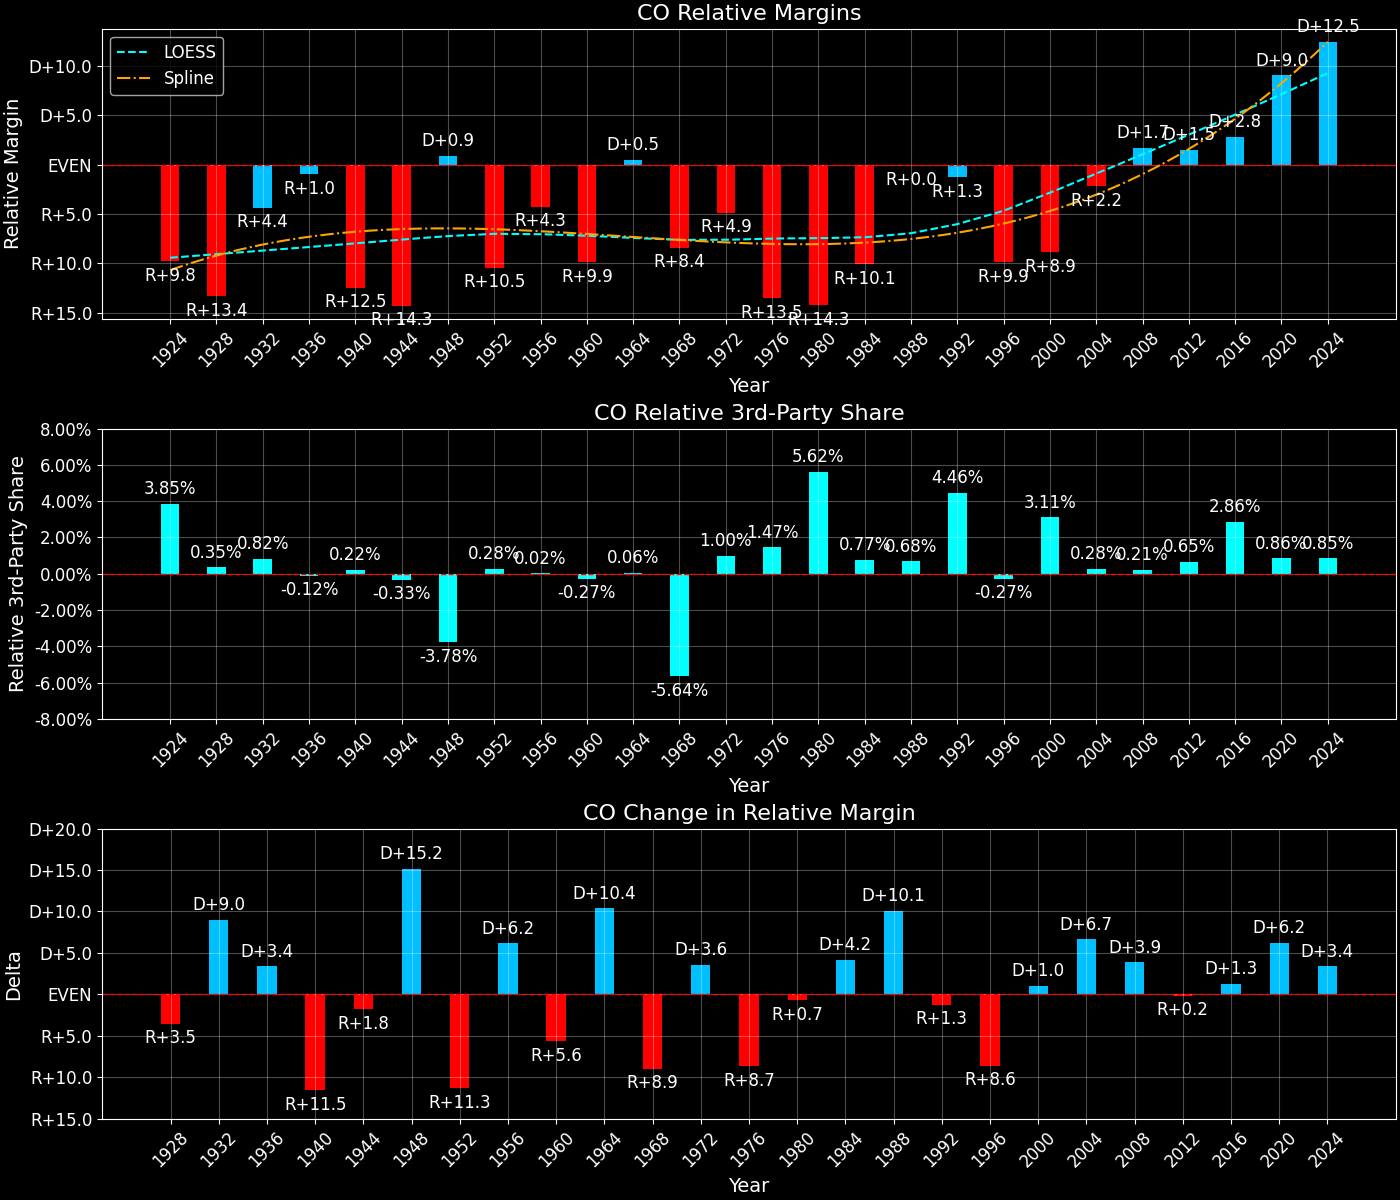 CO Relative Margins
LOESS
Spline
Relative Margin
D+10.0
D+5.0
EVEN
R+5.0
R+10.0
R+15.0
R+9.8
R+13.4
R+4.4
R+1.0
R+12.5
R+14.3
D+0.9
R+10.5
R+4.3
R+9.9
D+0.5
R+8.4
R+4.9
R+13.5
R+14.3
R+10.1
R+0.0
R+1.3
R+9.9
R+8.9
R+2.2
D+1.7
D+1.5
D+2.8
D+9.0
D+12.5
1924 1928 1932 1936 1940 1944 1948 1952 1956 1960 1964 1968 1972 1976 1980 1984 1988 1992 1996 2000 2004 2008 2012 2016 2020 2024
Year
CO Relative 3rd-Party Share
Relative 3rd-Party Share
8.00%
6.00%
4.00%
2.00%
0.00%
-2.00%
-4.00%
-6.00%
-8.00%
3.85%
0.35%
0.82%
-0.12%
0.22%
-0.33%
-3.78%
0.28%
0.02%
-0.27%
0.06%
-5.64%
1.00%
1.47%
5.62%
0.77%
0.68%
4.46%
-0.27%
3.11%
0.28%
0.21%
0.65%
2.86%
0.86%
0.85%
1924 1928 1932 1936 1940 1944 1948 1952 1956 1960 1964 1968 1972 1976 1980 1984 1988 1992 1996 2000 2004 2008 2012 2016 2020 2024
Year
CO Change in Relative Margin
Delta
D+20.0
D+15.0
D+10.0
D+5.0
EVEN
R+5.0
R+10.0
R+15.0
R+3.5
D+9.0
D+3.4
R+11.5
R+1.8
D+15.2
R+11.3
D+6.2
R+5.6
D+10.4
R+8.9
D+3.6
R+8.7
R+0.7
D+4.2
D+10.1
R+1.3
R+8.6
D+1.0
D+6.7
D+3.9
R+0.2
D+1.3
D+6.2
D+3.4
1928 1932 1936 1940 1944 1948 1952 1956 1960 1964 1968 1972 1976 1980 1984 1988 1992 1996 2000 2004 2008 2012 2016 2020 2024
Year